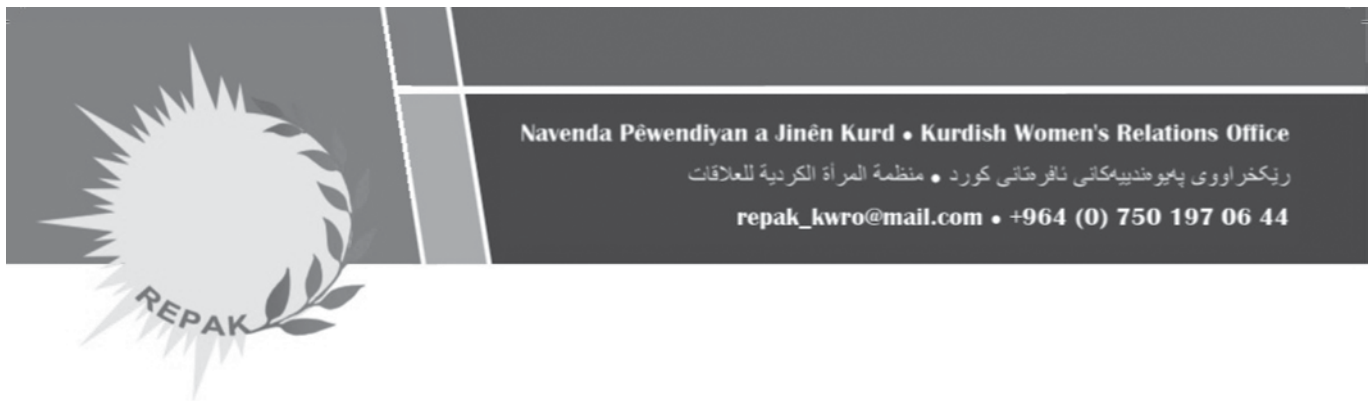 Navenda Pêwendiyan a Jinên Kurd • Kurdish Women's Relations Office
ریکخراووی پەیوەندییەکانی ئافرەتانی کورد • منظمة المرأة الكردية للعلاقات
repak_kwro@mail.com • +964 (0) 750 197 06 44
REPAK